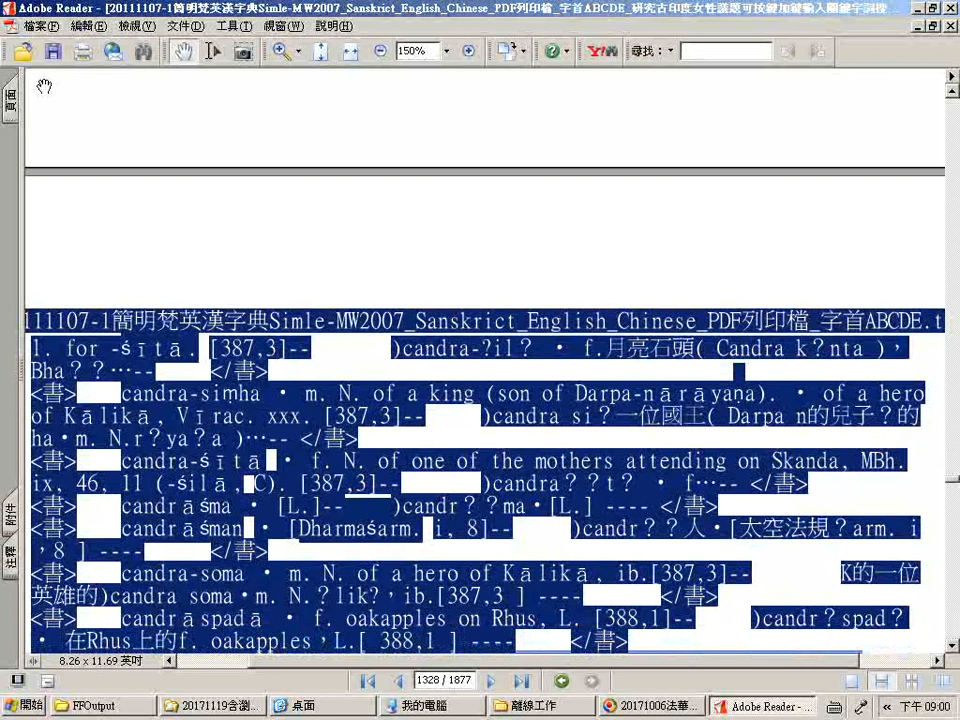 Adobe Reader - [20111107-1簡明梵英漢字典Simle-MW2007_Sanskrict_English_Chinese_PDF列印檔_字首ABCDE_研究古印度女性議題可按鍵加鍵輸入關鍵字詞搜...
檔案(F) 編輯(E) 檢視(V) 文件(D) 工具(T) 視窗(W) 說明(H)
150% Y! 尋找:
頁面
111107-1簡明梵英漢字典Simle-MW2007_Sanskrict_English_Chinese_PDF列印檔_字首ABCDE.t
l. for -śītā. [387,3]-- )candra-?il? • f.月亮石頭( Candra k?nta ),
Bha??…-- </書>
<書> candra-siṃha • m. N. of a king (son of Darpa-nārāyaṇa). • of a hero
of Kālikā, Vīrac. xxx. [387,3]-- )candra si?一位國王( Darpa n的兒子?的
ha•m. N.r?ya?a )…-- </書>
<書> candra-śītā • f. N. of one of the mothers attending on Skanda, MBh.
ix, 46, 11 (-śilā, C). [387,3]-- )candra??t? • f…-- </書>
<書> candrāśma • [L.]-- )candr??ma•[L.] ---- </書>
<書> candrāśman • [Dharmaśarm. i, 8]-- )candr??人•[太空法規?arm. i
,8 ] ---- </書>
<書> candra-soma • m. N. of a hero of Kālikā, ib.[387,3]-- K的一位
英雄的)candra soma•m. N.?lik?,ib.[387,3 ] ---- </書>
<書> candrāspadā • f. oakapples on Rhus, L. [388,1]-- )candr?spad?
• 在Rhus上的f. oakapples,L.[ 388,1 ] ---- </書>
附件
注釋
8.26 x 11.69 英吋
1328 / 1877
開始 FFOutput 20171119含瀏... 桌面 我的電腦 離線工作 20171006法華... Adobe Reader - ... 下午 09:00